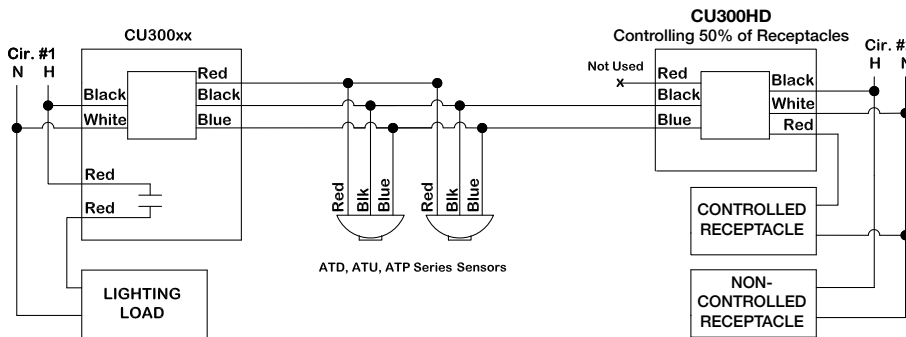 CU300xx
Cir. #1
N H
Red
Black
Black
White
Blue
Red
Red
LIGHTING
LOAD
Red
Blk
Blue
Red
Blk
Blue
ATD, ATU, ATP Series Sensors
CU300HD
Controlling 50% of Receptacles
Not Used
x
Red
Black
Blue
Black
White
Red
Cir. #
H
CONTROLLED
RECEPTACLE
NON-
CONTROLLED
RECEPTACLE